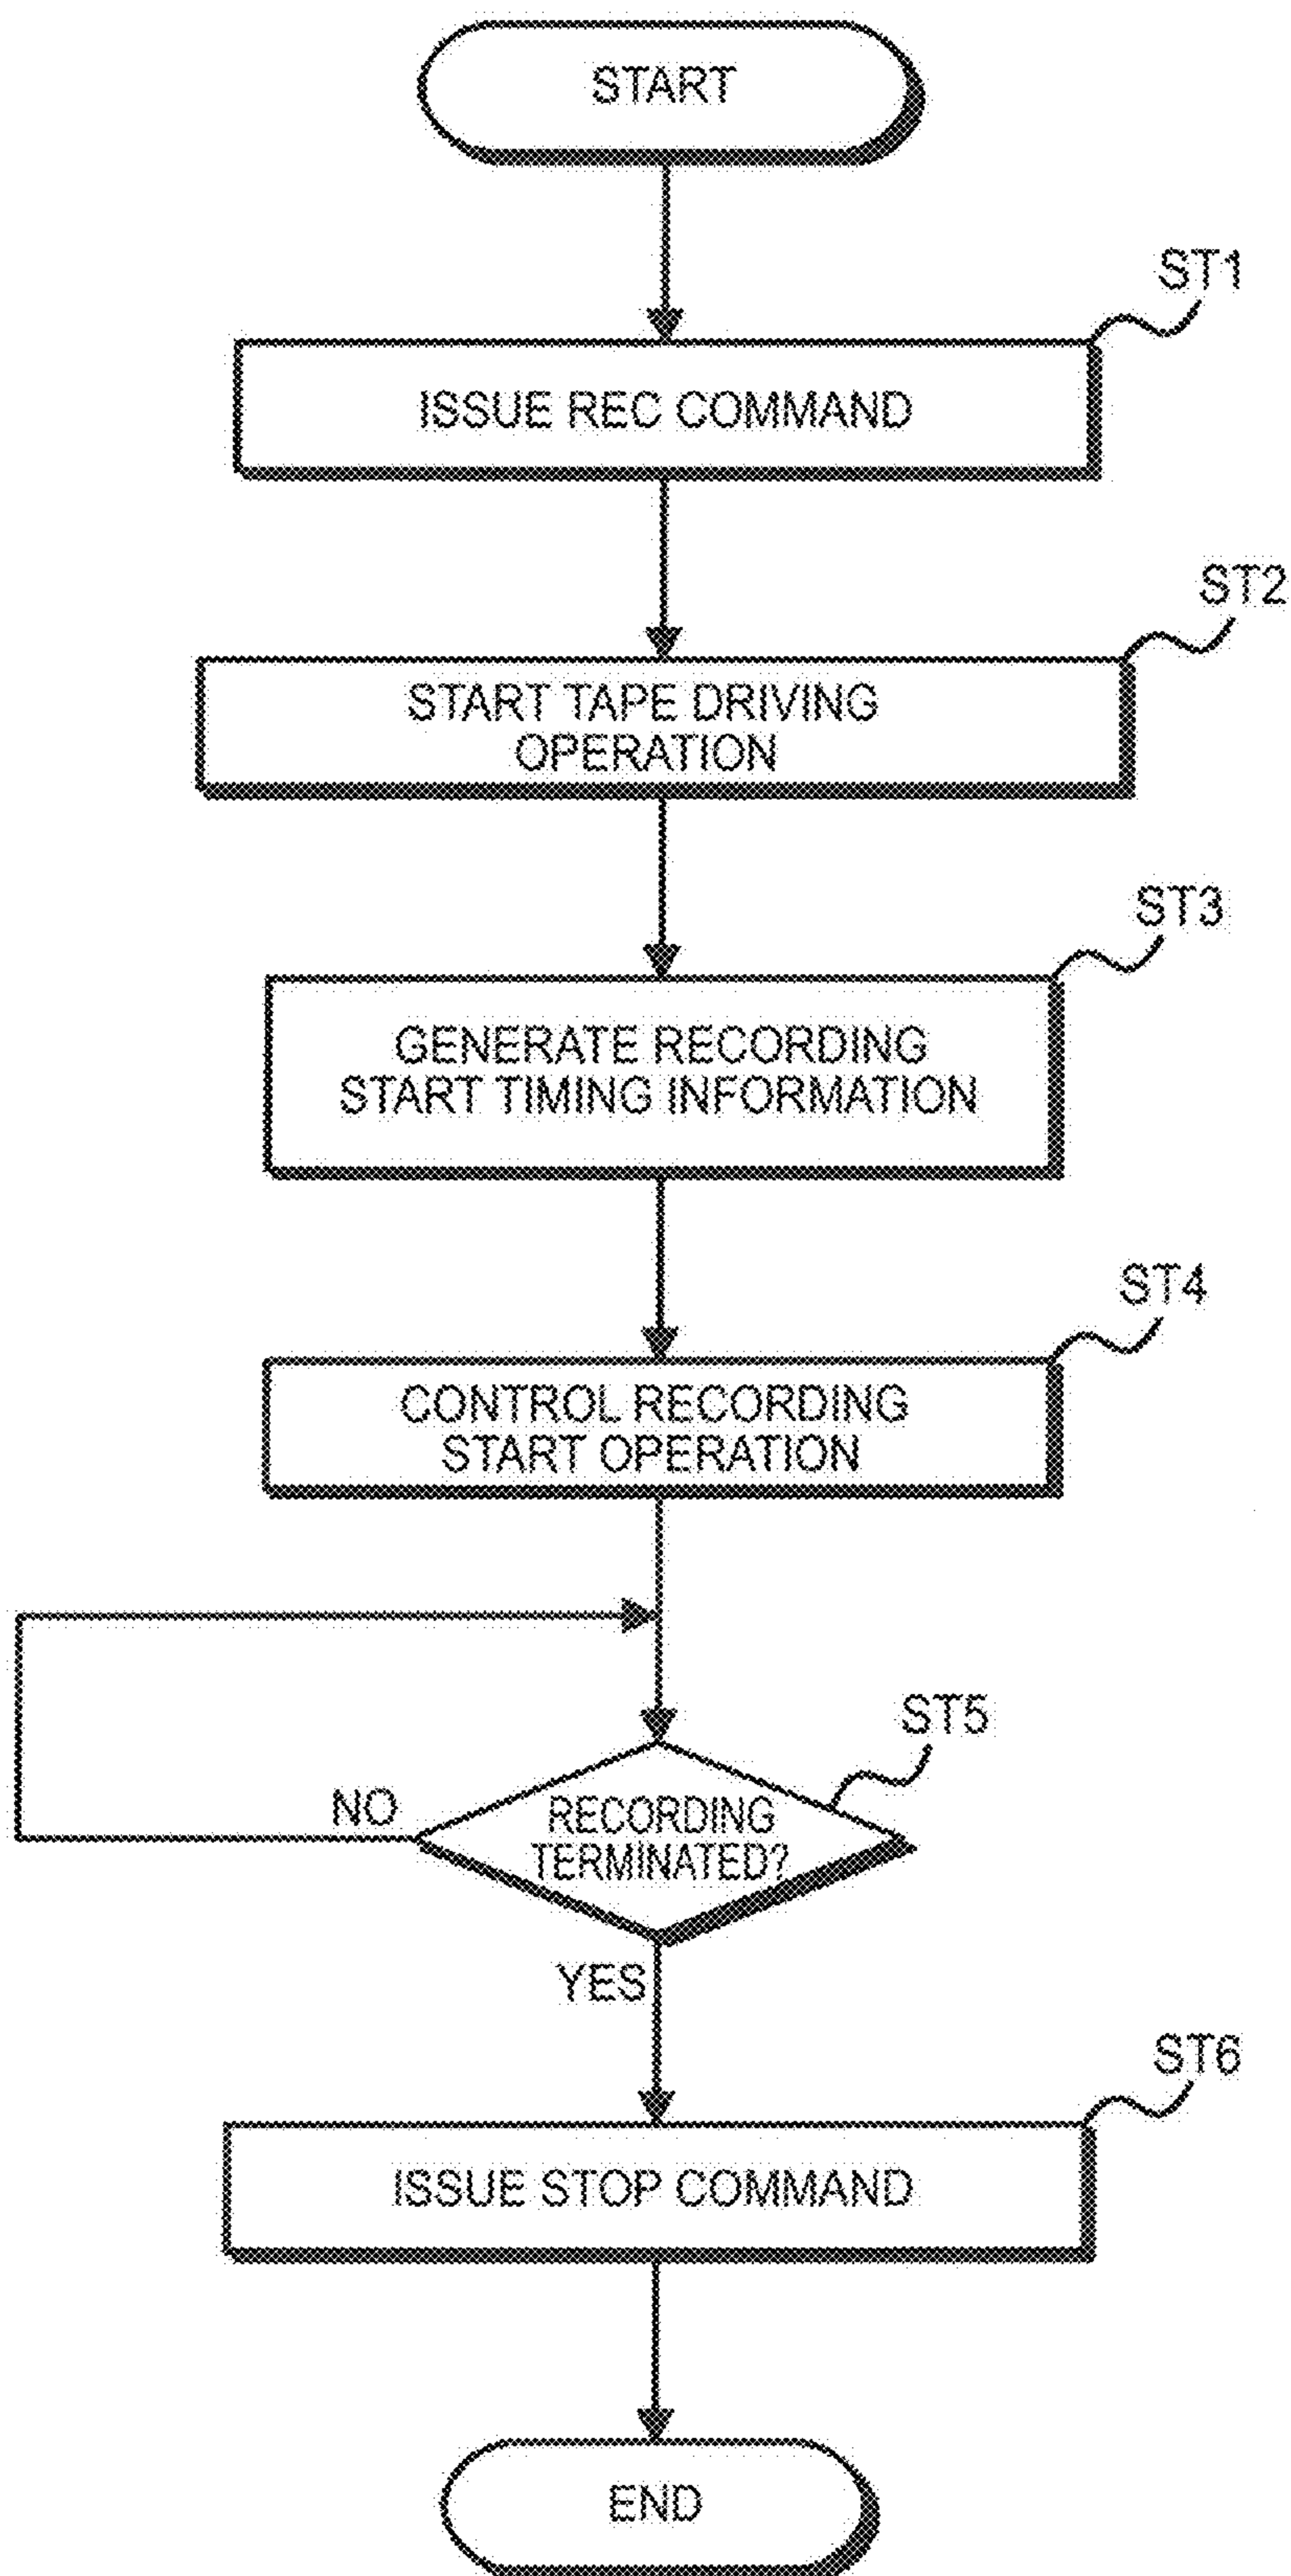 START
ST1
ISSUE REC COMMAND
ST2
START TAPE DRIVING
OPERATION
ST3
GENERATE RECORDING
START TIMING INFORMATION
ST4
CONTROL RECORDING
START OPERATION
ST5
NO
RECORDING
TERMINATED?
YES
ST6
ISSUE STOP COMMAND
END